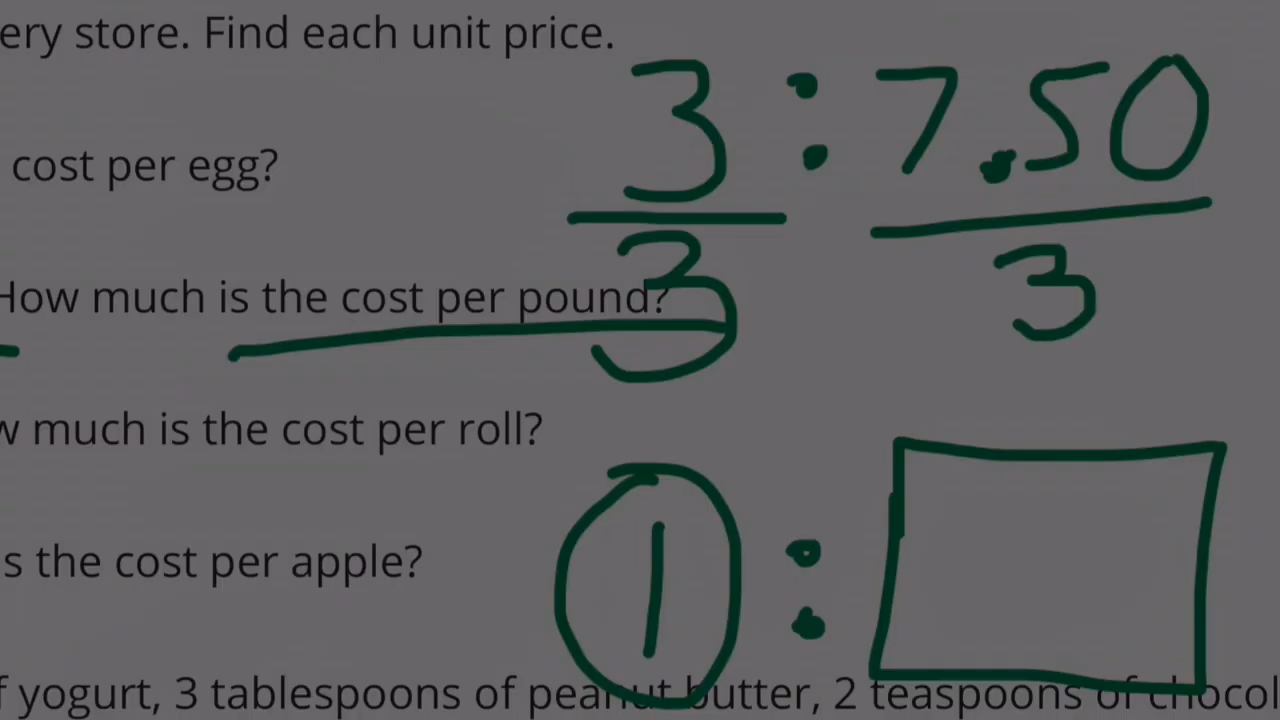 ery store. Find each unit price.
3 : 7.50
cost per egg?
3 3
How much is the cost per pound?
w much is the cost per roll?
1 :
s the cost per apple?
f yogurt, 3 tablespoons of peanut butter, 2 teaspoons of chocol